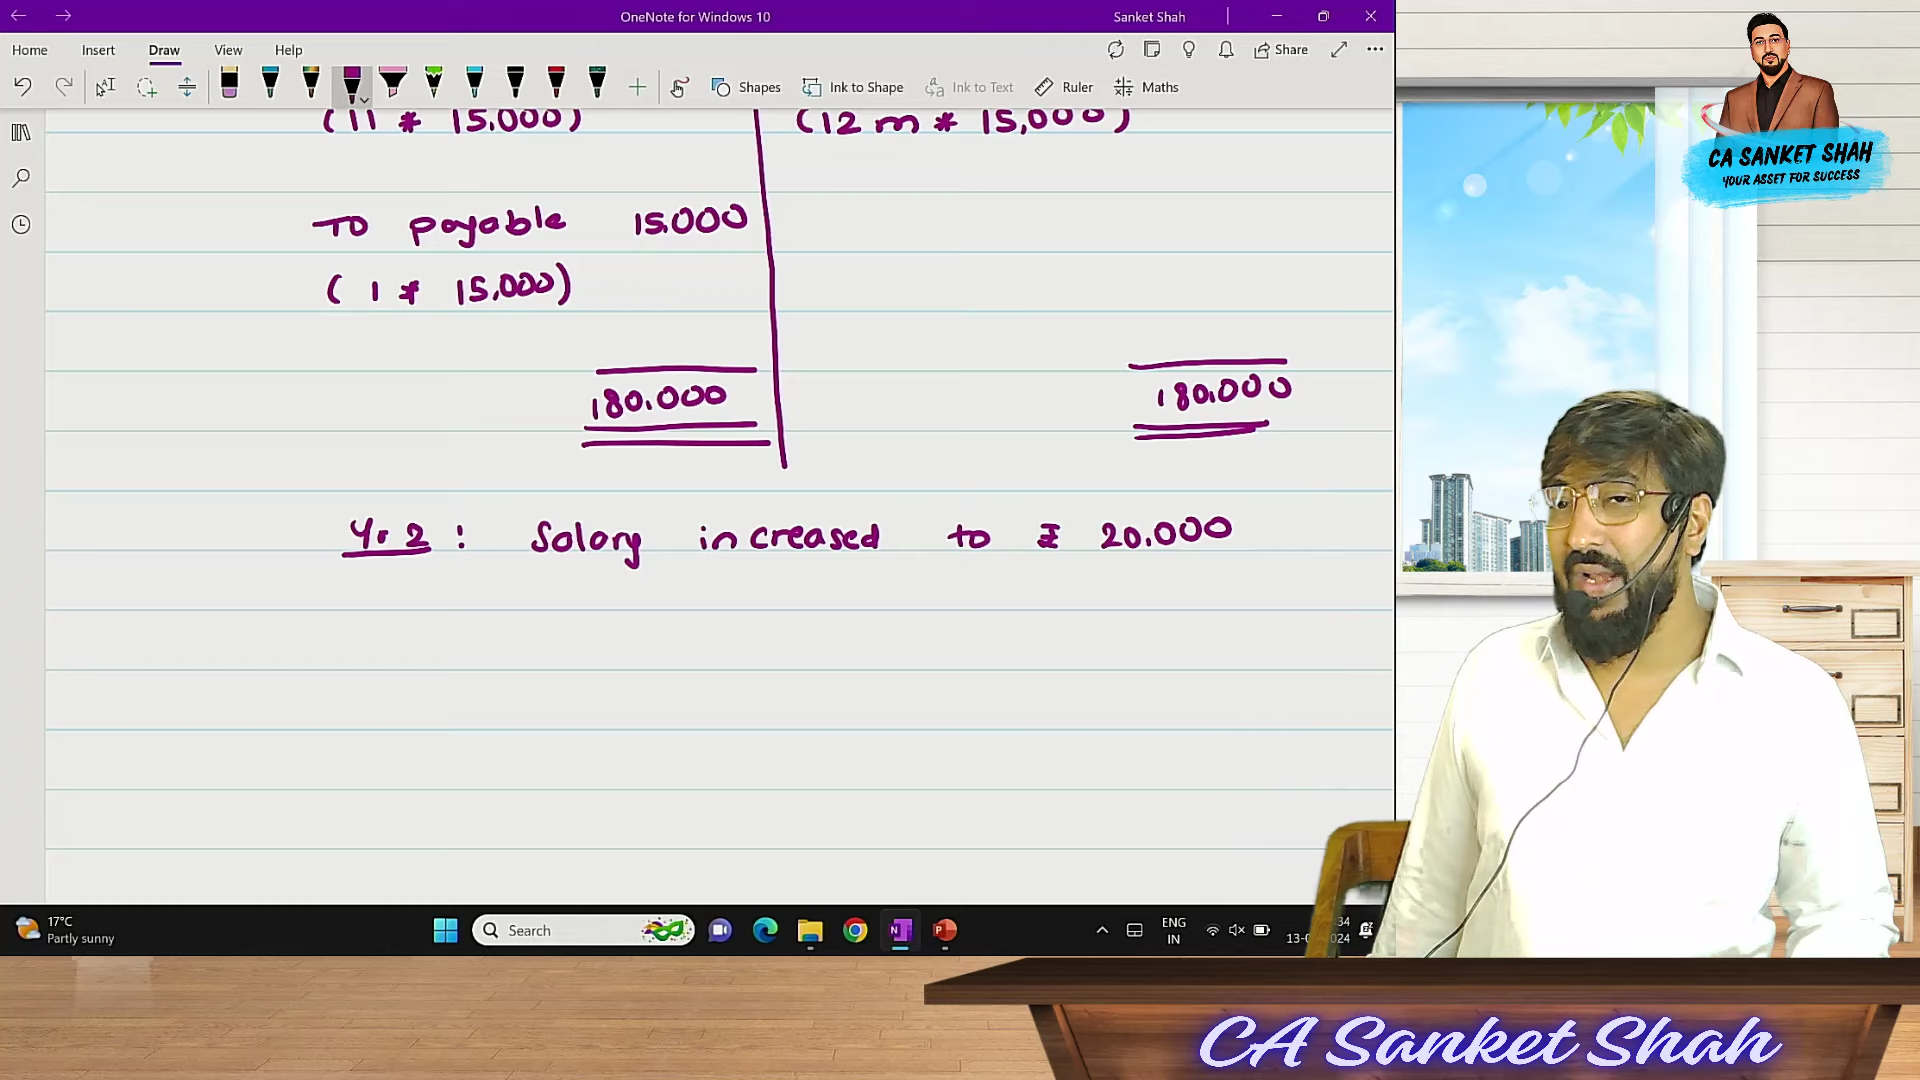 OneNote for Windows 10
Sanket Shah
Home Insert Draw View Help
Share
Shapes
Ink to Shape
Ink to Text
Ruler
Maths
(11 * 15.000)
(12 m * 15,000)
To payable 15.000
(1 * 15,000)
180.000
180.000
Yr 2 : Salary increased to ₹ 20.000
CA SANKET SHAH
YOUR ASSET FOR SUCCESS
17°C
Partly sunny
Search
ENG
IN
34
CA Sanket Shah